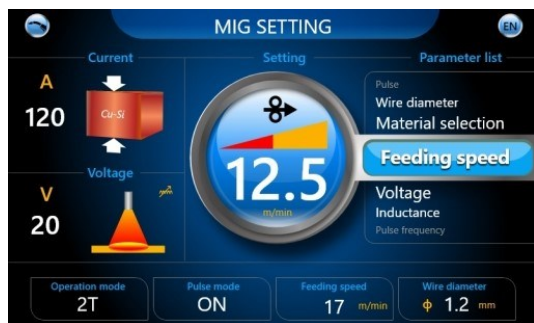 MIG SETTING
EN
Current
A
120
Cu-Si
Voltage
V
20
Setting
12.5
m/min
Parameter list
Pulse
Wire diameter
Material selection
Feeding speed
Voltage
Inductance
Pulse frequency
Operation mode
2T
Pulse mode
ON
Feeding speed
17 m/min
Wire diameter
ϕ 1.2 mm